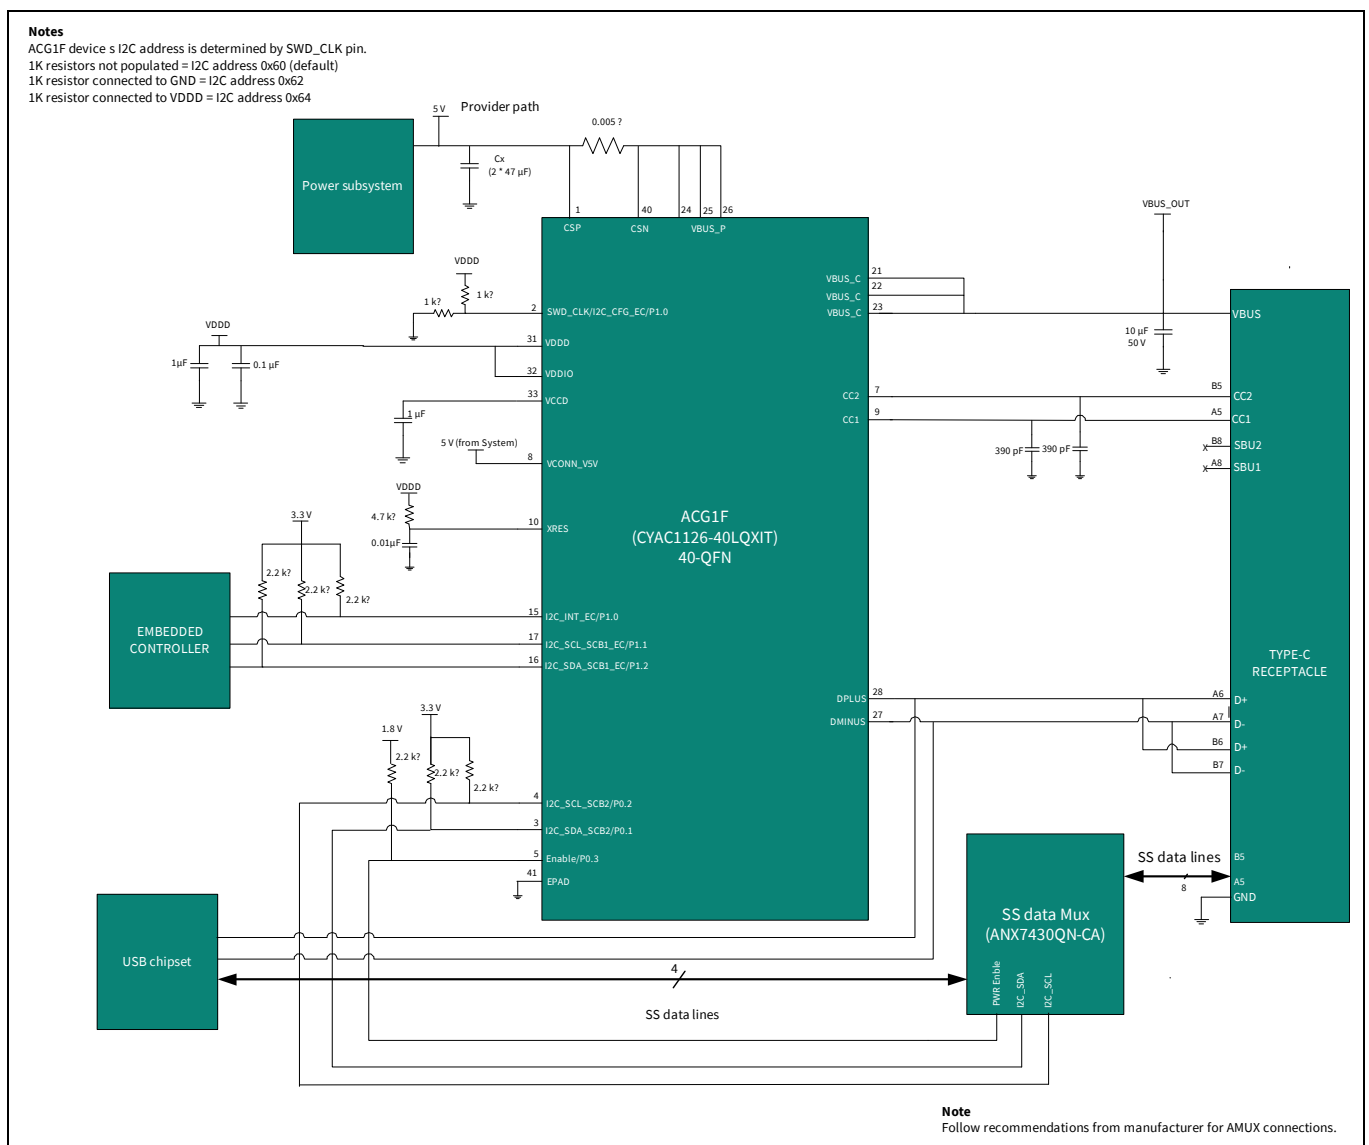 Notes
ACG1F device s I2C address is determined by SWD_CLK pin.
1K resistors not populated = I2C address 0x60 (default)
1K resistor connected to GND = I2C address 0x62
1K resistor connected to VDDD = I2C address 0x64
5 V
Provider path
0.005 ?
Cx
(2 * 47 µF)
Power subsystem
1
40
24
25
26
CSP
CSN
VBUS_P
VBUS_OUT
VDDD
1 k?
1 k?
2
SWD_CLK/I2C_CFG_EC/P1.0
VBUS_C
21
VBUS_C
22
VBUS_C
23
VBUS
10 µF
50 V
VDDD
1µF
0.1 µF
31
VDDD
32
VDDIO
33
VCCD
1 µF
CC2
7
B5
CC2
CC1
9
A5
CC1
390 pF
390 pF
X
B8
SBU2
X
A8
SBU1
5 V (from System)
8
VCONN_V5V
VDDD
4.7 k?
0.01µF
10
XRES
ACG1F
(CYAC1126-40LQXIT)
40-QFN
3.3 V
2.2 k?
2.2 k?
2.2 k?
EMBEDDED
CONTROLLER
15
I2C_INT_EC/P1.0
17
I2C_SCL_SCB1_EC/P1.1
16
I2C_SDA_SCB1_EC/P1.2
TYPE-C
RECEPTACLE
DPLUS
28
A6
D+
DMINUS
27
A7
D-
B6
D+
B7
D-
3.3 V
1.8 V
2.2 k?
2.2 k?
2.2 k?
4
I2C_SCL_SCB2/P0.2
3
I2C_SDA_SCB2/P0.1
5
Enable/P0.3
41
EPAD
SS data lines
8
B5
A5
GND
SS data Mux
(ANX7430QN-CA)
PWR Enble
I2C_SDA
I2C_SCL
USB chipset
4
SS data lines
Note
Follow recommendations from manufacturer for AMUX connections.